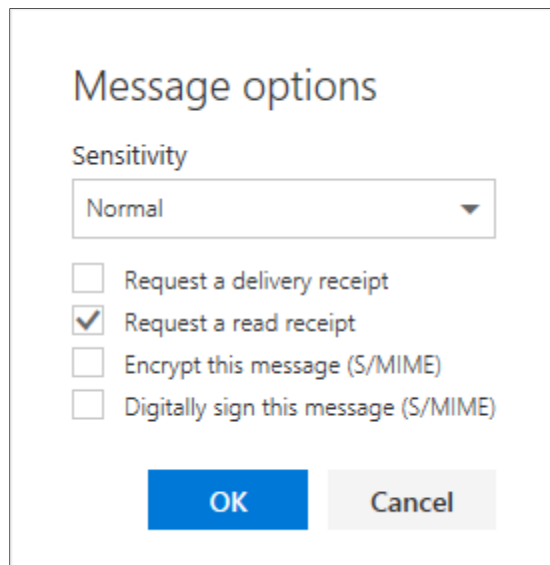 Message options
Sensitivity
Normal
Request a delivery receipt
Request a read receipt
Encrypt this message (S/MIME)
Digitally sign this message (S/MIME)
OK Cancel